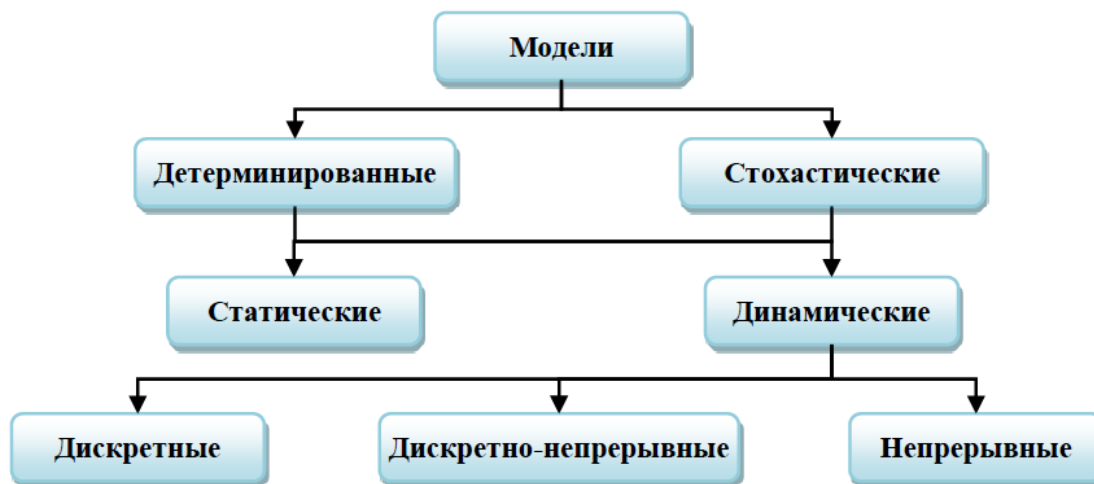 Модели
Детерминированные
Стохастические
Статические
Динамические
Дискретные
Дискретно-непрерывные
Непрерывные